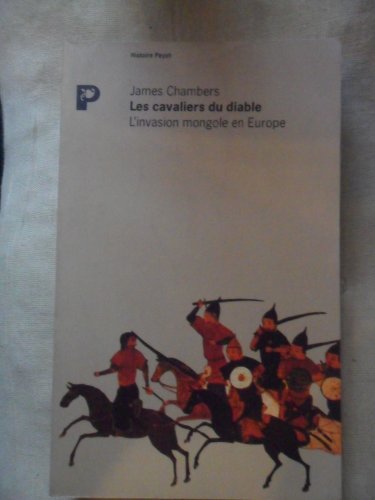 Histoire Payot
P
James Chambers
Les cavaliers du diable
L'invasion mongole en Europe